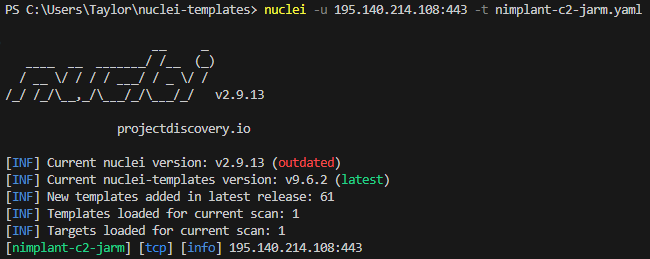 PS C:\Users\Taylor\nuclei-templates> nuclei -u 195.140.214.108:443 -t nimplant-c2-jarm.yaml
nuclei v2.9.13
projectdiscovery.io
[INF] Current nuclei version: v2.9.13 (outdated)
[INF] Current nuclei-templates version: v9.6.2 (latest)
[INF] New templates added in latest release: 61
[INF] Templates loaded for current scan: 1
[INF] Targets loaded for current scan: 1
[nimplant-c2-jarm] [tcp] [info] 195.140.214.108:443